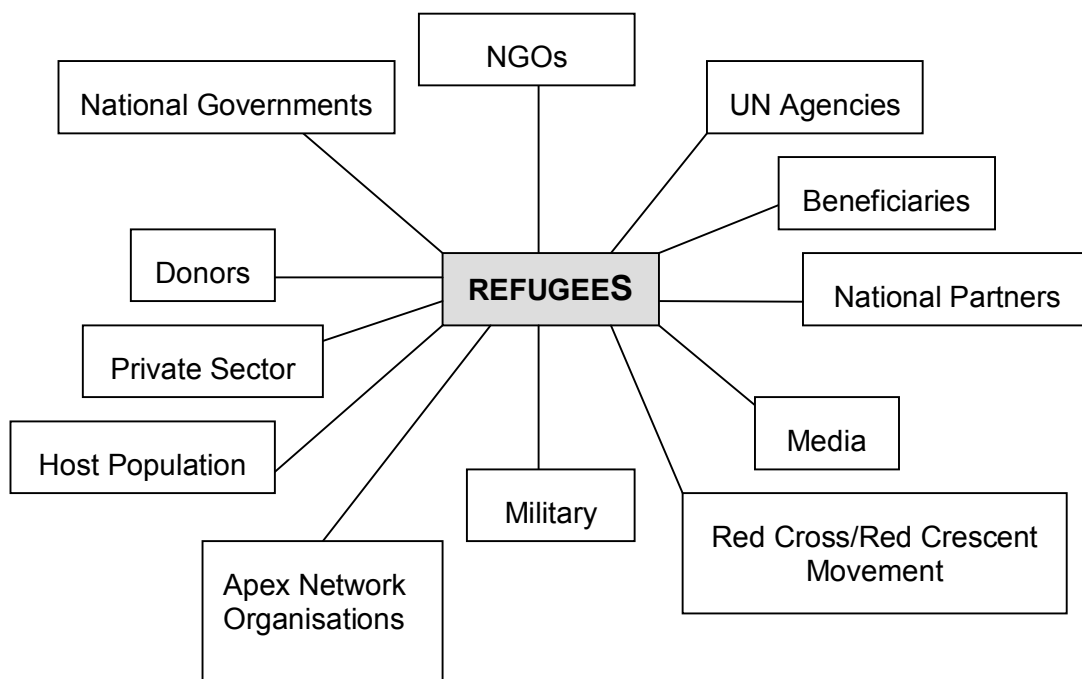 NGOs
National Governments
UN Agencies
Beneficiaries
Donors
REFUGEES
National Partners
Private Sector
Media
Host Population
Military
Red Cross/Red Crescent
Movement
Apex Network
Organisations